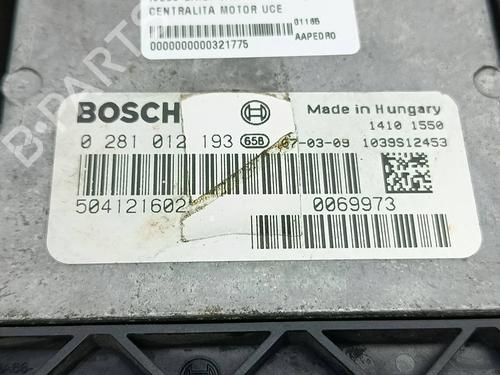 CENTRALITA MOTOR UCE
01165
0000000000321775
AAPEDRO
BOSCH
Made in Hungary
0 281 012 193 658
1410 1550
07-03-09 1039S12453
504121602
0069973
B-PARTS